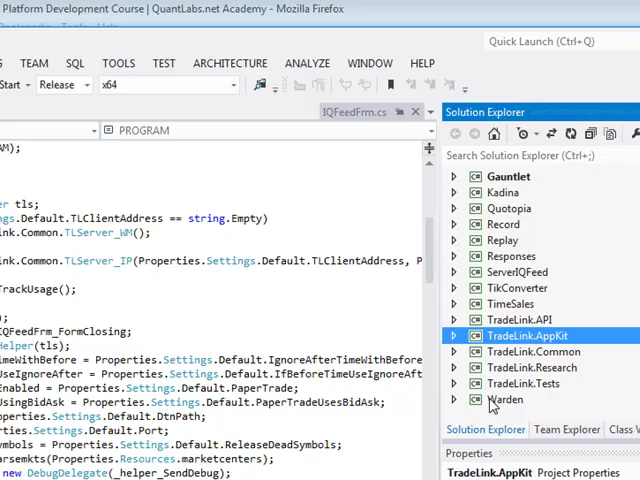 Platform Development Course | QuantLabs.net Academy - Mozilla Firefox
Quick Launch (Ctrl+Q)
TEAM SQL TOOLS TEST ARCHITECTURE ANALYZE WINDOW HELP
Start Release x64
IQFeedFrm.cs
Solution Explorer
PROGRAM
AM);
Search Solution Explorer (Ctrl+;)
Gauntlet
Kadina
er tls;
Quotopia
gs.Default.TLClientAddress == string.Empty)
Record
ink.Common.TLServer_WM();
Replay
Responses
ink.Common.TLServer_IP(Properties.Settings.Default.TLClientAddress, P
ServerIQFeed
TrackUsage();
TikConverter
TimeSales
);
TradeLink.API
IQFeedFrm_FormClosing;
TradeLink.AppKit
Helper(tls);
TradeLink.Common
imeWithBefore = Properties.Settings.Default.IgnoreAfterTimeWithBefore
TradeLink.Research
UseIgnoreAfter = Properties.Settings.Default.IfBeforeTimeUseIgnoreAft
TradeLink.Tests
Enabled = Properties.Settings.Default.PaperTrade;
Warden
UsingBidAsk = Properties.Settings.Default.PaperTradeUsesBidAsk;
operties.Settings.Default.DtnPath;
Solution Explorer Team Explorer Class V
perties.Settings.Default.Port;
ymbols = Properties.Settings.Default.ReleaseDeadSymbols;
Properties
arsemkts(Properties.Resources.marketcenters);
TradeLink.AppKit Project Properties
new DebugDelegate(_helper_SendDebug);